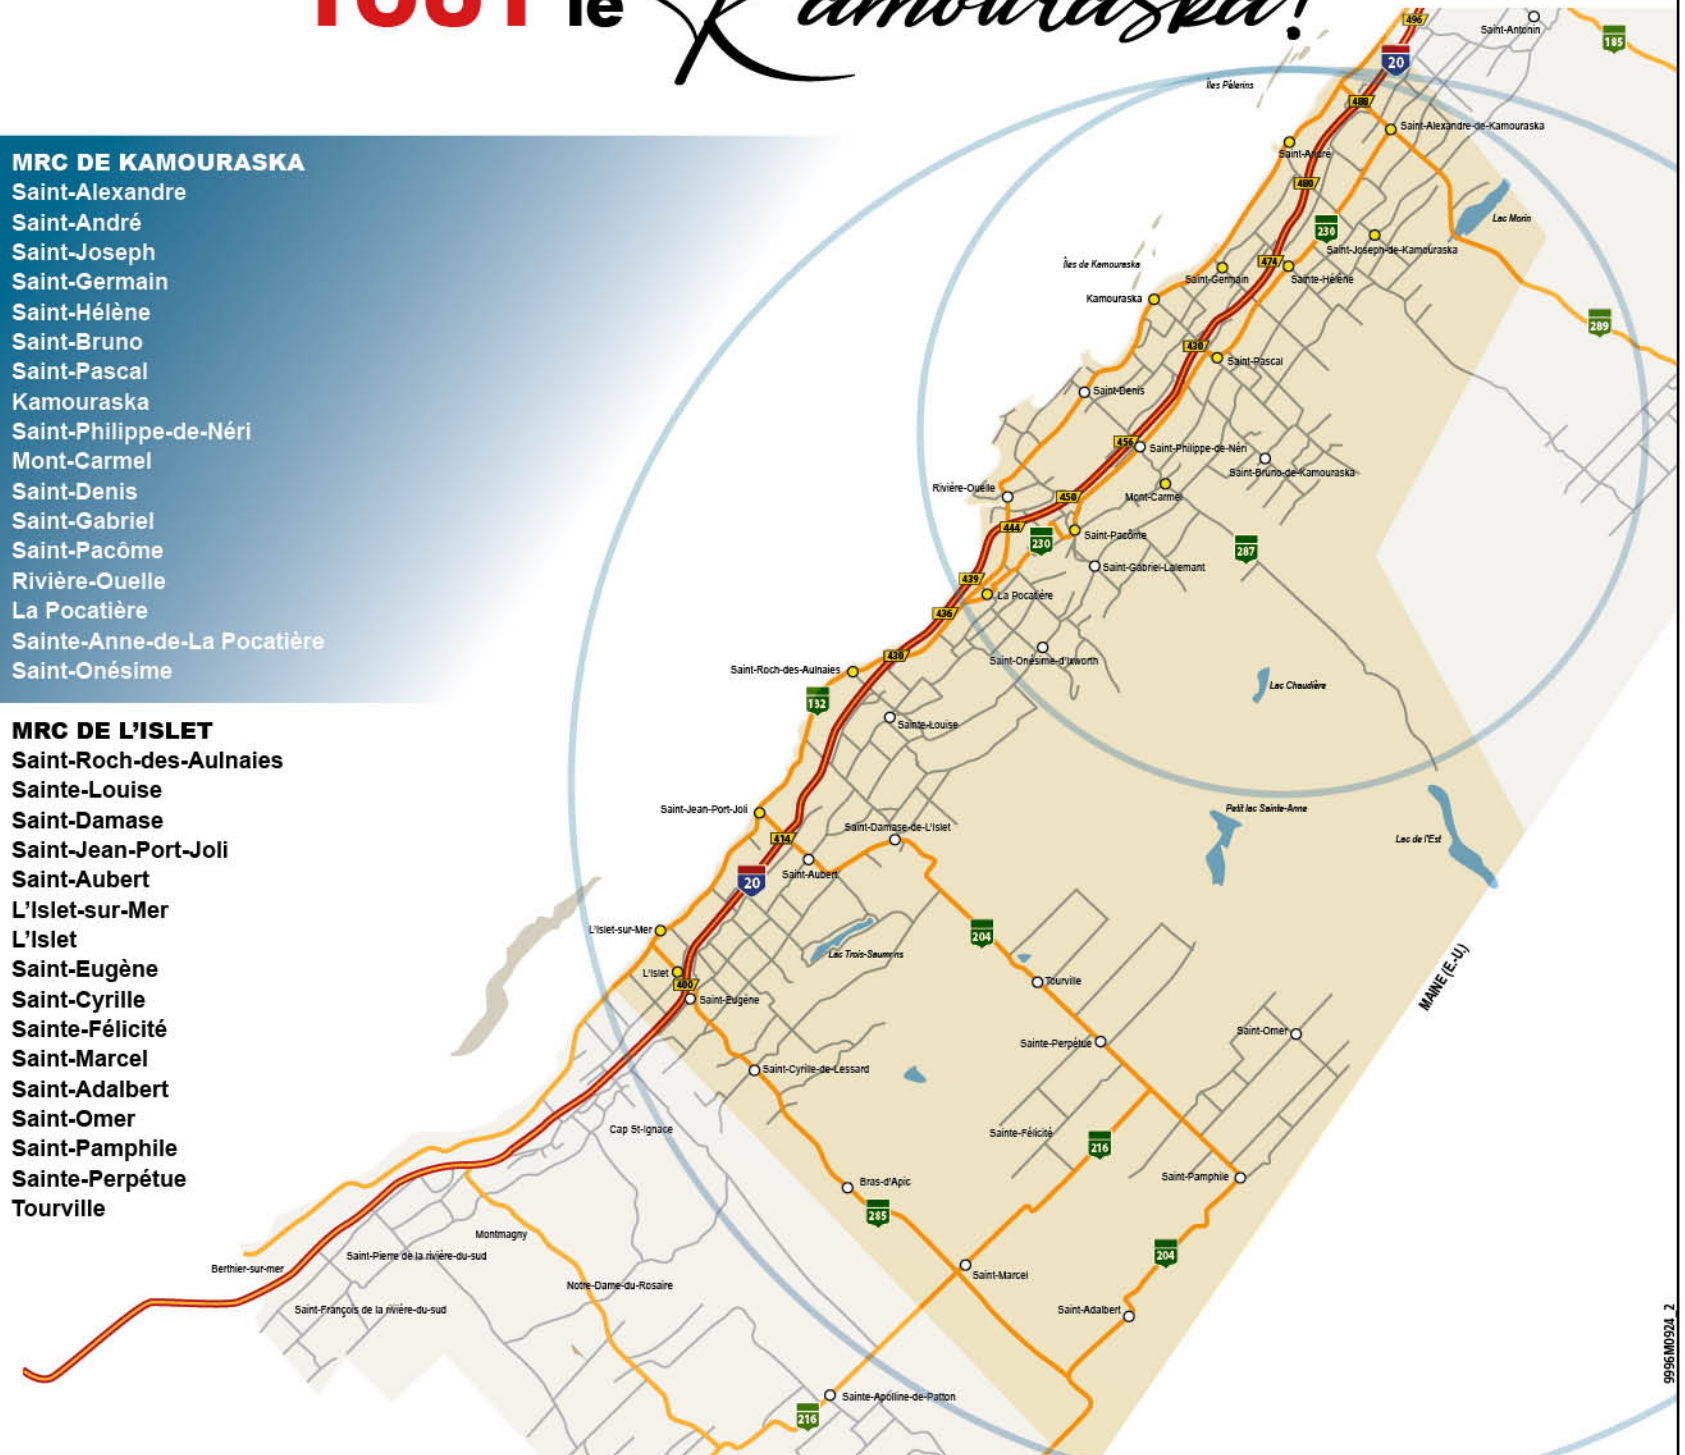 TOUT le Kamouraska!
MRC DE KAMOURASKA
Saint-Alexandre
Saint-André
Saint-Joseph
Saint-Germain
Saint-Hélène
Saint-Bruno
Saint-Pascal
Kamouraska
Saint-Philippe-de-Néri
Mont-Carmel
Saint-Denis
Saint-Gabriel
Saint-Pacôme
Rivière-Ouelle
La Pocatière
Sainte-Anne-de-La Pocatière
Saint-Onésime
MRC DE L'ISLET
Saint-Roch-des-Aulnaies
Sainte-Louise
Saint-Damase
Saint-Jean-Port-Joli
Saint-Aubert
L'Islet-sur-Mer
L'Islet
Saint-Eugène
Saint-Cyrille
Sainte-Félicité
Saint-Marcel
Saint-Adalbert
Saint-Omer
Saint-Pamphile
Sainte-Perpétue
Tourville
496
Saint-Antonin
185
20
Îles Pèlerins
488
Saint-Alexandre-de-Kamouraska
Saint-André
480
Lac Morin
230
Saint-Joseph-de-Kamouraska
Îles de Kamouraska
474
Saint-Germain
Sainte-Hélène
Kamouraska
289
430
Saint-Pascal
Saint-Denis
456
Saint-Philippe-de-Néri
Saint-Bruno-de-Kamouraska
Rivière-Ouelle
450
Mont-Carmel
444
230
Saint-Pacôme
287
Saint-Gabriel-Lalemant
439
La Pocatière
436
430
Saint-Onésime-d'Ixworth
Saint-Roch-des-Aulnaies
Lac Chaudière
132
Sainte-Louise
Saint-Jean-Port-Joli
Petit lac Sainte-Anne
Saint-Damase-de-L'Islet
414
Lac de l'Est
Saint-Aubert
20
L'Islet-sur-Mer
204
Lac Trois-Saumons
L'Islet
400
Tourville
MAINE (E.-U.)
Saint-Eugène
Saint-Omer
Sainte-Perpétue
Saint-Cyrille-de-Lessard
Cap St-Ignace
Sainte-Félicité
216
Saint-Pamphile
Bras-d'Apic
285
Montmagny
Saint-Pierre de la rivière-du-sud
204
Berthier-sur-mer
Saint-Marcel
Notre-Dame-du-Rosaire
Saint-François de la rivière-du-sud
Saint-Adalbert
9996M0924_2
Sainte-Apolline-de-Patton
216